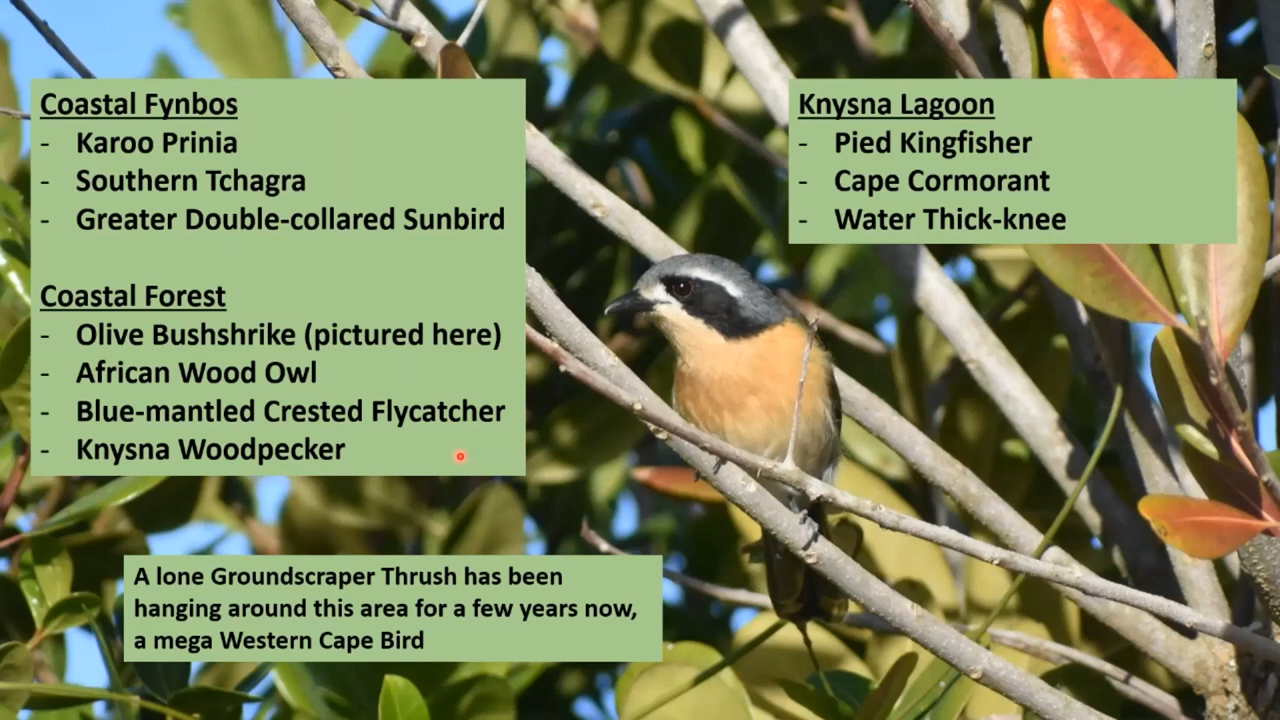 Coastal Fynbos
- Karoo Prinia
- Southern Tchagra
- Greater Double-collared Sunbird
Coastal Forest
- Olive Bushshrike (pictured here)
- African Wood Owl
- Blue-mantled Crested Flycatcher
- Knysna Woodpecker
Knysna Lagoon
- Pied Kingfisher
- Cape Cormorant
- Water Thick-knee
A lone Groundscraper Thrush has been
hanging around this area for a few years now,
a mega Western Cape Bird